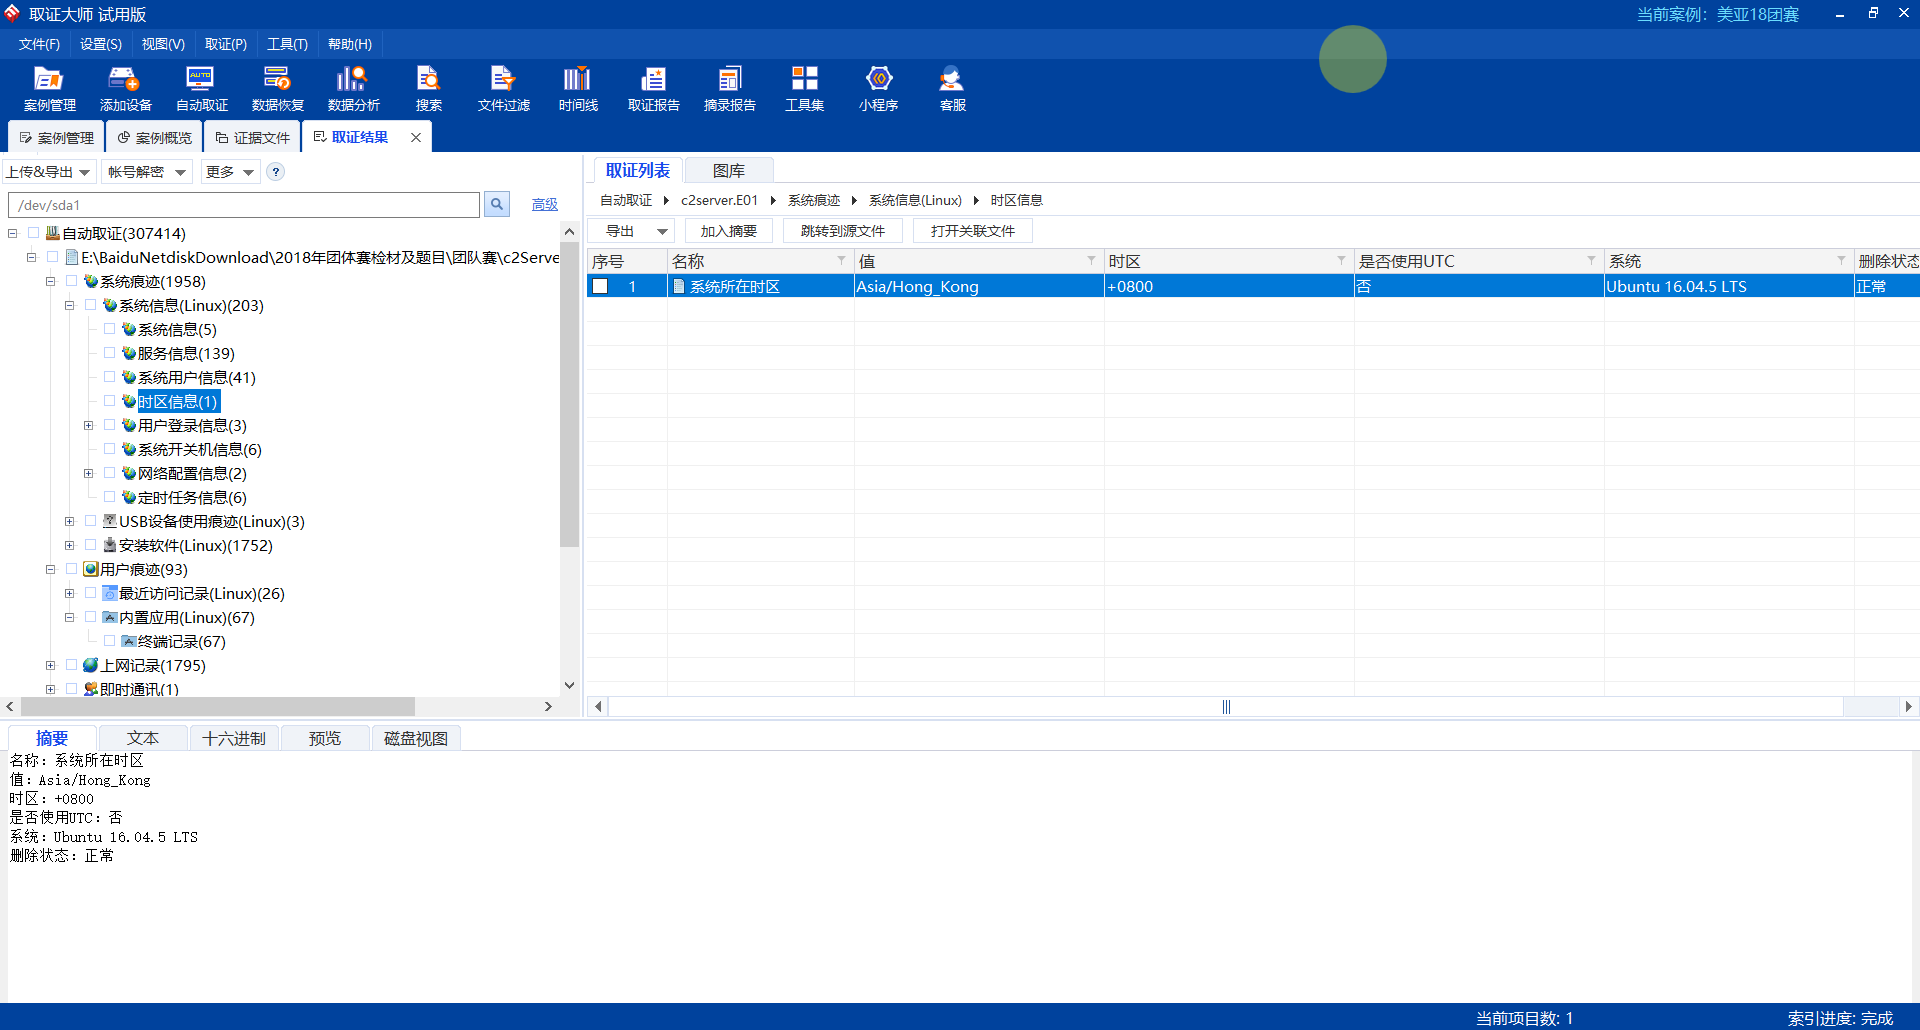 取证大师 试用版
当前案例：美亚18团赛
文件(F) 设置(S) 视图(V) 取证(P) 工具(T) 帮助(H)
案例管理 添加设备 自动取证 数据恢复 数据分析 搜索 文件过滤 时间线 取证报告 摘录报告 工具集 小程序 客服
案例管理 案例概览 证据文件 取证结果
上传&导出 帐号解密 更多 ?
/dev/sda1
高级
自动取证(307414)
E:\BaiduNetdiskDownload\2018年团体赛检材及题目\团队赛\c2Serve
系统痕迹(1958)
系统信息(Linux)(203)
系统信息(5)
服务信息(139)
系统用户信息(41)
时区信息(1)
用户登录信息(3)
系统开关机信息(6)
网络配置信息(2)
定时任务信息(6)
USB设备使用痕迹(Linux)(3)
安装软件(Linux)(1752)
用户痕迹(93)
最近访问记录(Linux)(26)
内置应用(Linux)(67)
终端记录(67)
上网记录(1795)
即时通讯(1)
取证列表 图库
自动取证 c2server.E01 系统痕迹 系统信息(Linux) 时区信息
导出 加入摘要 跳转到源文件 打开关联文件
序号 名称 值 时区 是否使用UTC 系统 删除状态
1 系统所在时区 Asia/Hong_Kong +0800 否 Ubuntu 16.04.5 LTS 正常
摘要 文本 十六进制 预览 磁盘视图
名称：系统所在时区
值：Asia/Hong_Kong
时区：+0800
是否使用UTC：否
系统：Ubuntu 16.04.5 LTS
删除状态：正常
当前项目数: 1
索引进度: 完成